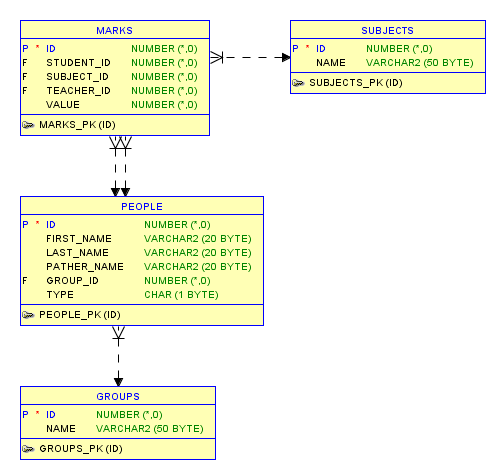 MARKS
P * ID NUMBER (*,0)
F STUDENT_ID NUMBER (*,0)
F SUBJECT_ID NUMBER (*,0)
F TEACHER_ID NUMBER (*,0)
VALUE NUMBER (*,0)
MARKS_PK (ID)
SUBJECTS
P * ID NUMBER (*,0)
NAME VARCHAR2 (50 BYTE)
SUBJECTS_PK (ID)
PEOPLE
P * ID NUMBER (*,0)
FIRST_NAME VARCHAR2 (20 BYTE)
LAST_NAME VARCHAR2 (20 BYTE)
PATHER_NAME VARCHAR2 (20 BYTE)
F GROUP_ID NUMBER (*,0)
TYPE CHAR (1 BYTE)
PEOPLE_PK (ID)
GROUPS
P * ID NUMBER (*,0)
NAME VARCHAR2 (50 BYTE)
GROUPS_PK (ID)